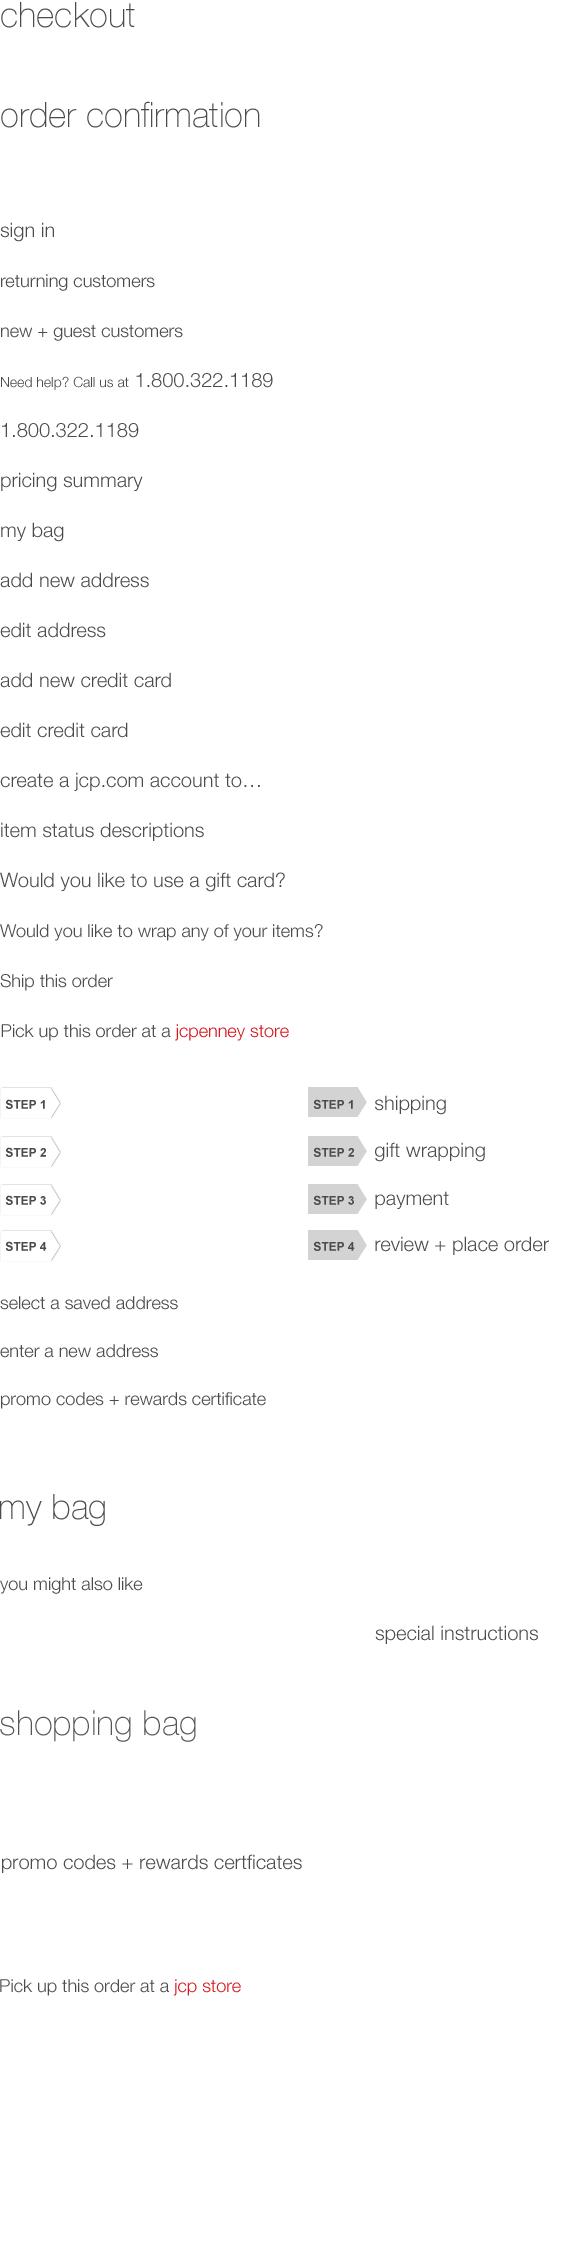 checkout
order confirmation
sign in
returning customers
new + guest customers
Need help? Call us at 1.800.322.1189
1.800.322.1189
pricing summary
my bag
add new address
edit address
add new credit card
edit credit card
create a jcp.com account to…
item status descriptions
Would you like to use a gift card?
Would you like to wrap any of your items?
Ship this order
Pick up this order at a jcpenney store
STEP 1 STEP 1 shipping
STEP 2 STEP 2 gift wrapping
STEP 3 STEP 3 payment
STEP 4 STEP 4 review + place order
select a saved address
enter a new address
promo codes + rewards certificate
my bag
you might also like
special instructions
shopping bag
promo codes + rewards certficates
Pick up this order at a jcp store